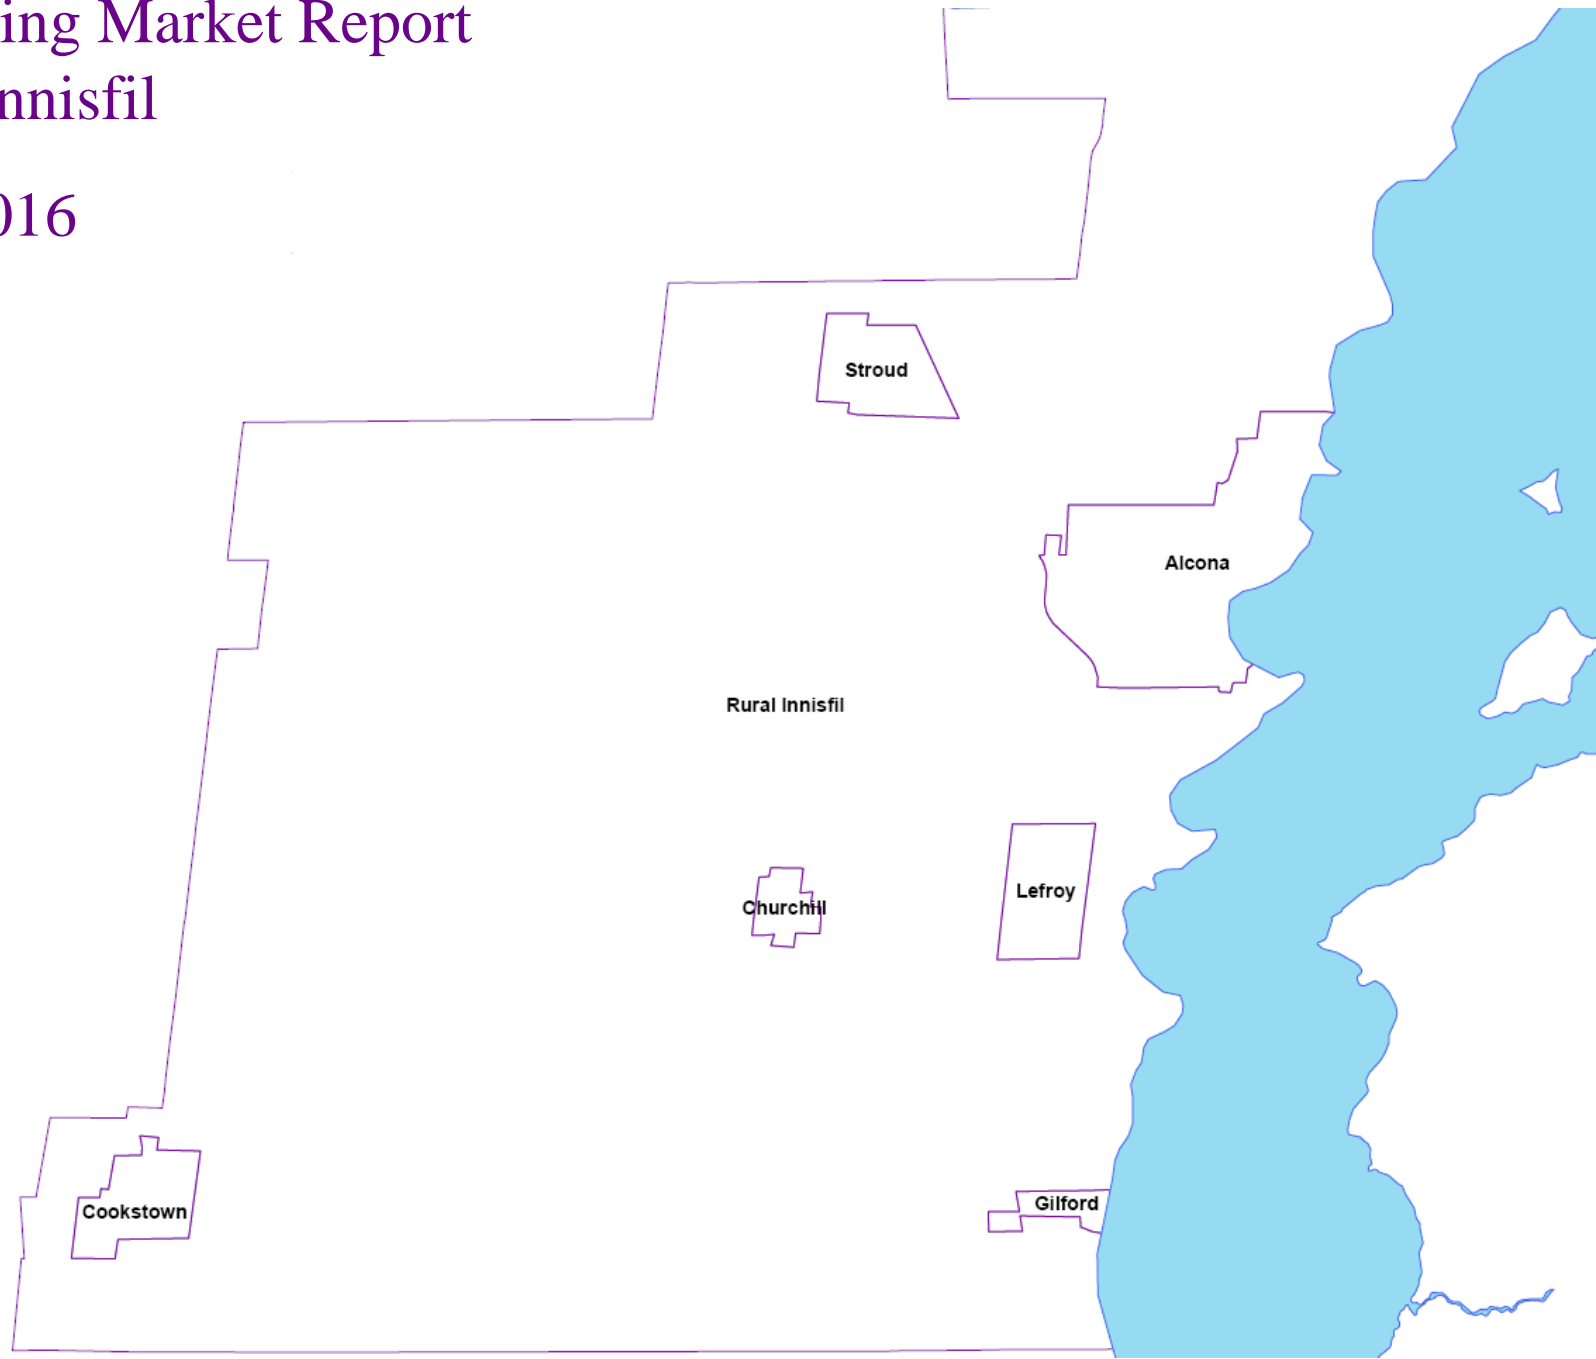 ing Market Report
nnisfil
016
Stroud
Alcona
Rural Innisfil
Lefroy
Churchill
Gilford
Cookstown